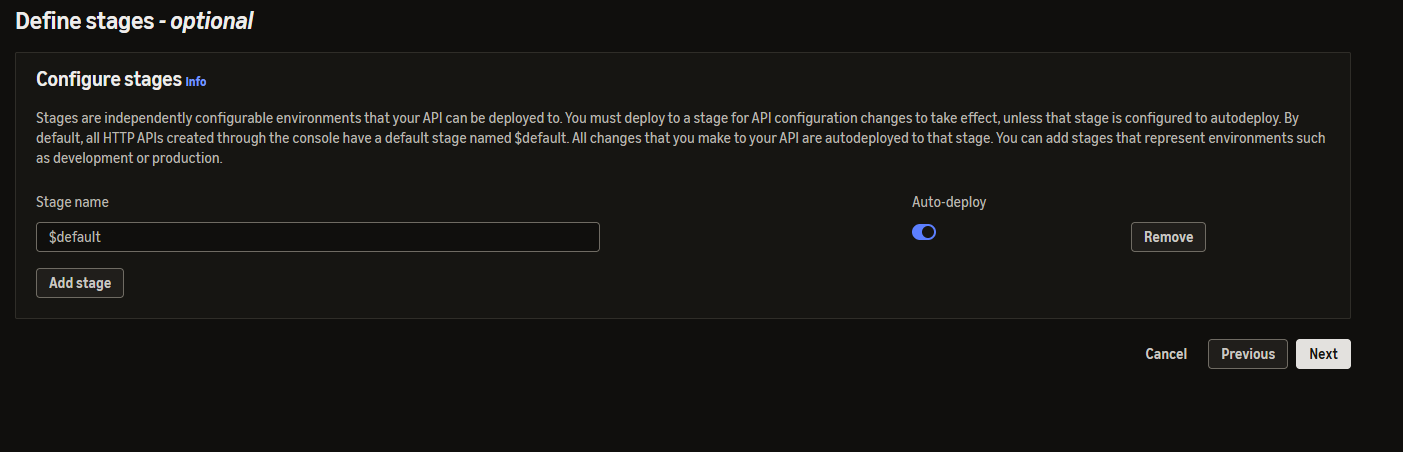 Define stages - optional
Configure stages Info
Stages are independently configurable environments that your API can be deployed to. You must deploy to a stage for API configuration changes to take effect, unless that stage is configured to autodeploy. By
default, all HTTP APIs created through the console have a default stage named $default. All changes that you make to your API are autodeployed to that stage. You can add stages that represent environments such
as development or production.
Stage name Auto-deploy
$default Remove
Add stage
Cancel Previous Next